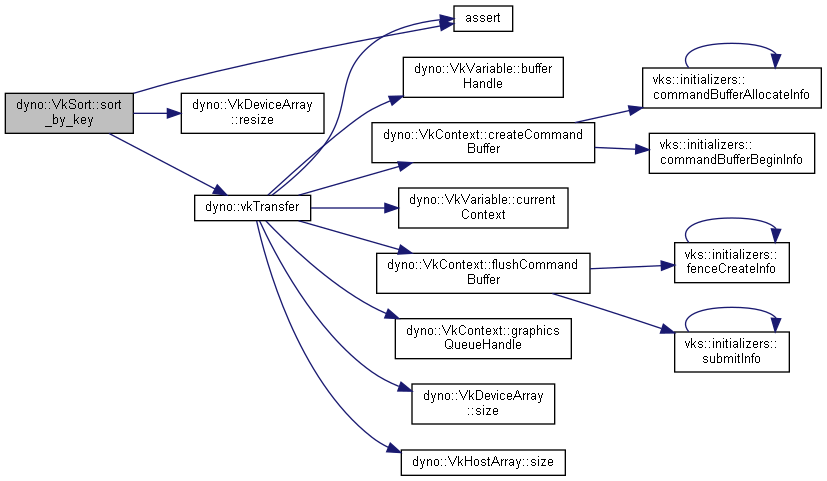 dyno::VkSort::sort
_by_key
assert
dyno::VkDeviceArray
::resize
dyno::vkTransfer
dyno::VkVariable::buffer
Handle
dyno::VkContext::createCommand
Buffer
dyno::VkVariable::current
Context
dyno::VkContext::flushCommand
Buffer
dyno::VkContext::graphics
QueueHandle
dyno::VkDeviceArray
::size
dyno::VkHostArray::size
vks::initializers::
commandBufferAllocateInfo
vks::initializers::
commandBufferBeginInfo
vks::initializers::
fenceCreateInfo
vks::initializers::
submitInfo